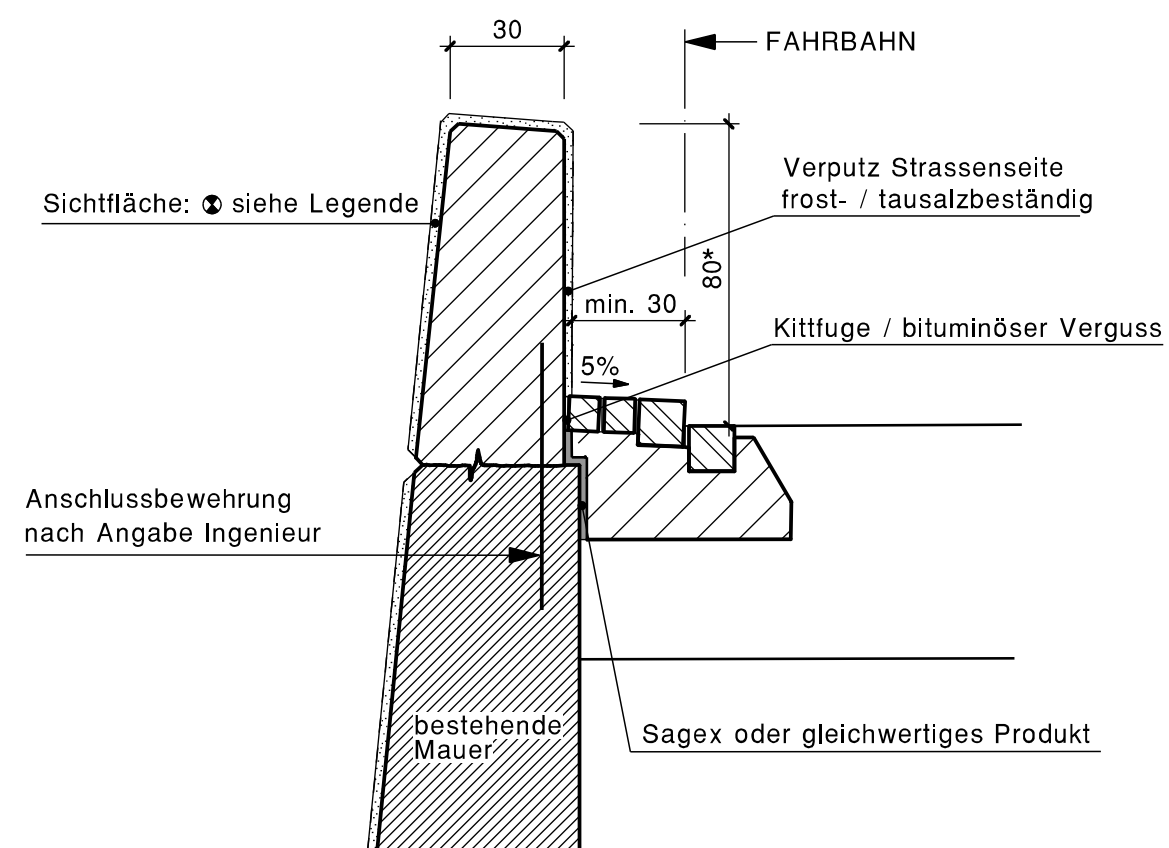 30
FAHRBAHN
Verputz Strassenseite
frost- / tausalzbeständig
Sichtfläche: siehe Legende
80*
min. 30
Kittfuge / bituminöser Verguss
5%
Anschlussbewehrung
nach Angabe Ingenieur
bestehende
Mauer
Sagex oder gleichwertiges Produkt